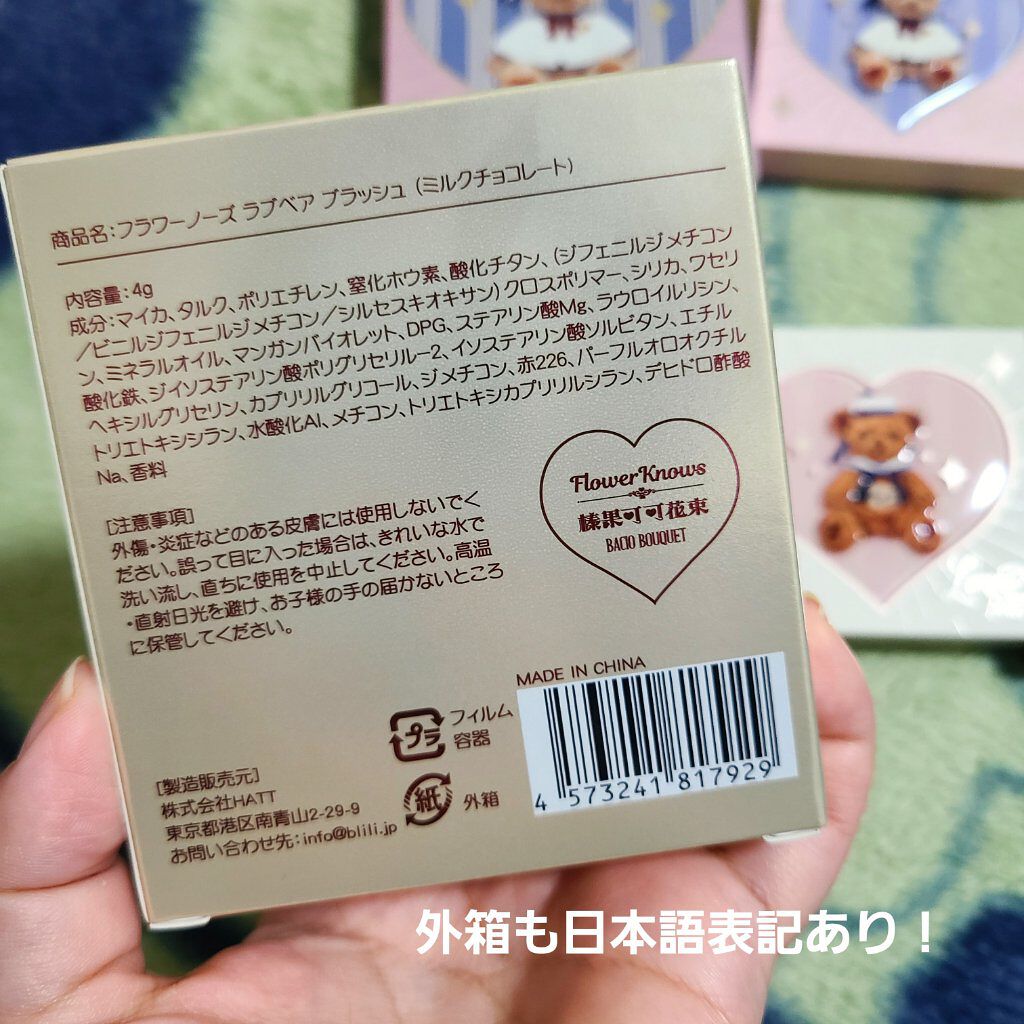 商品名:フラワーノーズ ラブベア ブラッシュ (ミルクチョコレート)
内容量:4g
成分:マイカ、タルク、ポリエチレン、窒化ホウ素、酸化チタン、(ジフェニルジメチコン
/ビニルジフェニルジメチコン/シルセスキオキサン)クロスポリマー、シリカ、ワセリ
ン、ミネラルオイル、マンガンバイオレット、DPG、ステアリン酸Mg、ラウロイルリシン、
酸化鉄、ジイソステアリン酸ポリグリセリル-2、イソステアリン酸ソルビタン、エチル
ヘキシルグリセリン、カプリリルグリコール、ジメチコン、赤226、パーフルオロオクチル
トリエトキシシラン、水酸化Al、メチコン、トリエトキシカプリリルシラン、デヒドロ酢酸
Na、香料
[注意事項]
外傷・炎症などのある皮膚には使用しないでく
ださい。誤って目に入った場合は、きれいな水で
洗い流し、直ちに使用を中止してください。高温
・直射日光を避け、お子様の手の届かないところ
に保管してください。
FlowerKnows
榛果可可花束
BACIO BOUQUET
MADE IN CHINA
4 573241 817929
プラ
フィルム
容器
紙
外箱
[製造販売元]
株式会社HATT
東京都港区南青山2-29-9
お問い合わせ先:info@blili.jp
外箱も日本語表記あり!